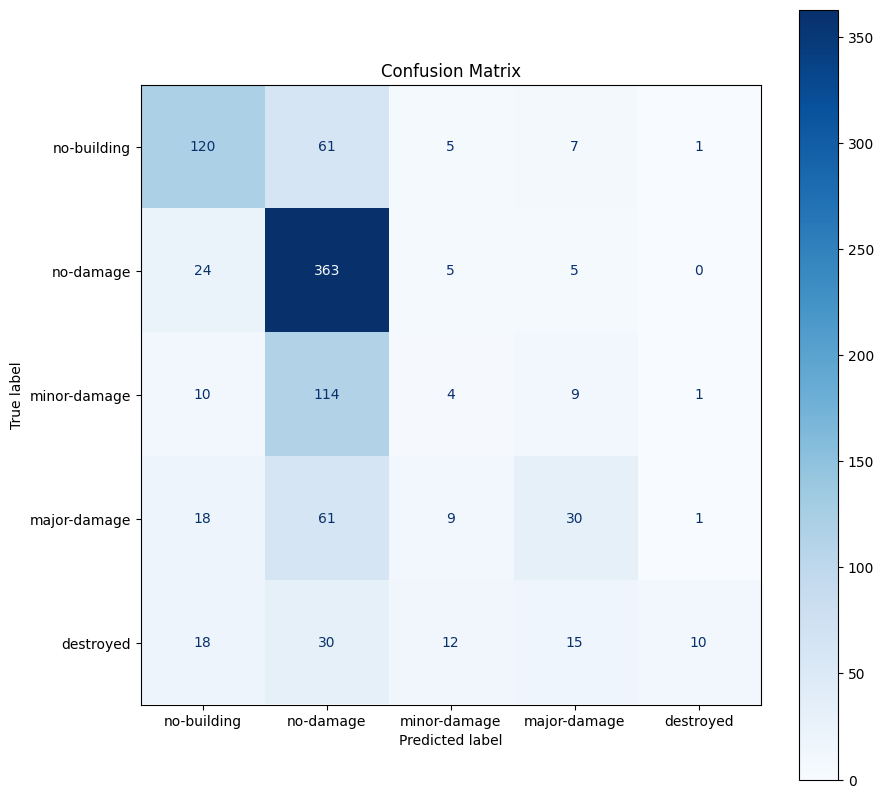 Confusion Matrix
True label
no-building 120 61 5 7 1
no-damage 24 363 5 5 0
minor-damage 10 114 4 9 1
major-damage 18 61 9 30 1
destroyed 18 30 12 15 10
no-building no-damage minor-damage major-damage destroyed
Predicted label
350
300
250
200
150
100
50
0